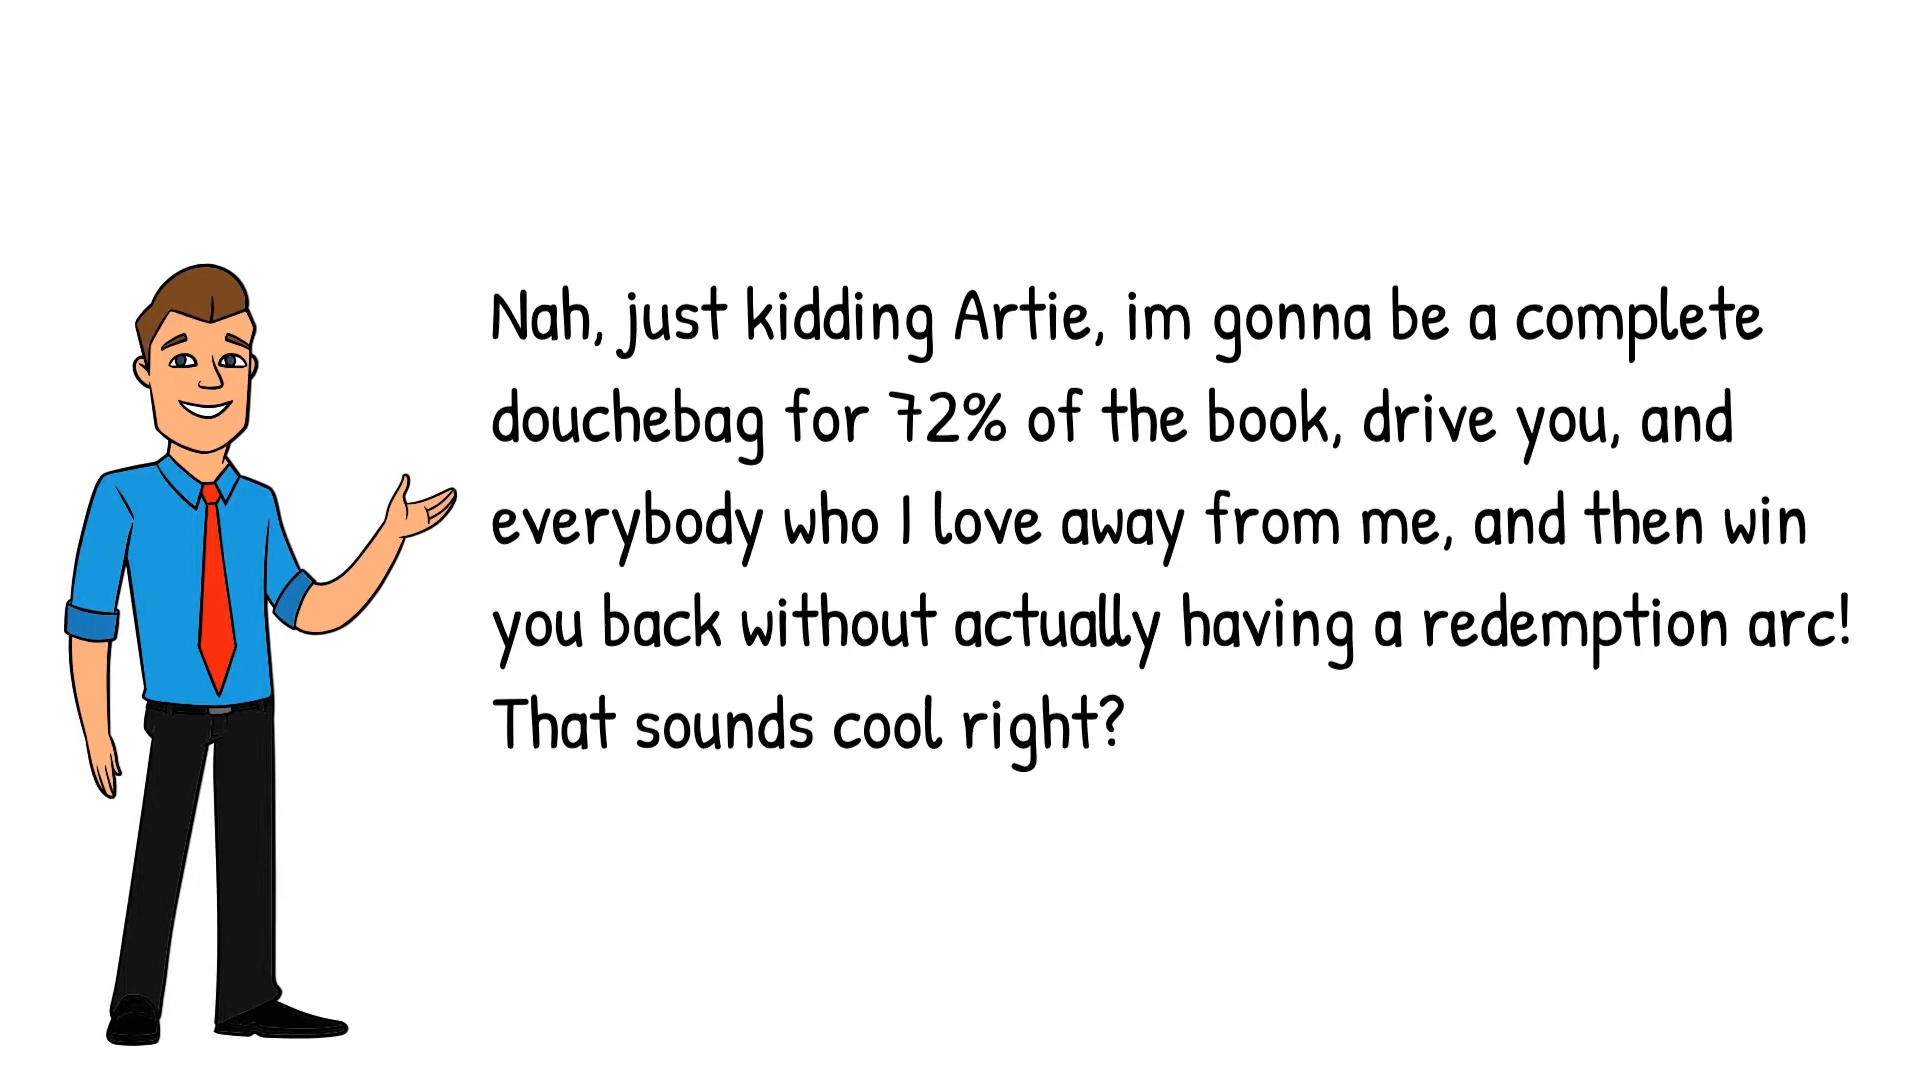 Nah, just kidding Artie, im gonna be a complete
douchebag for 72% of the book, drive you, and
everybody who I love away from me, and then win
you back without actually having a redemption arc!
That sounds cool right?